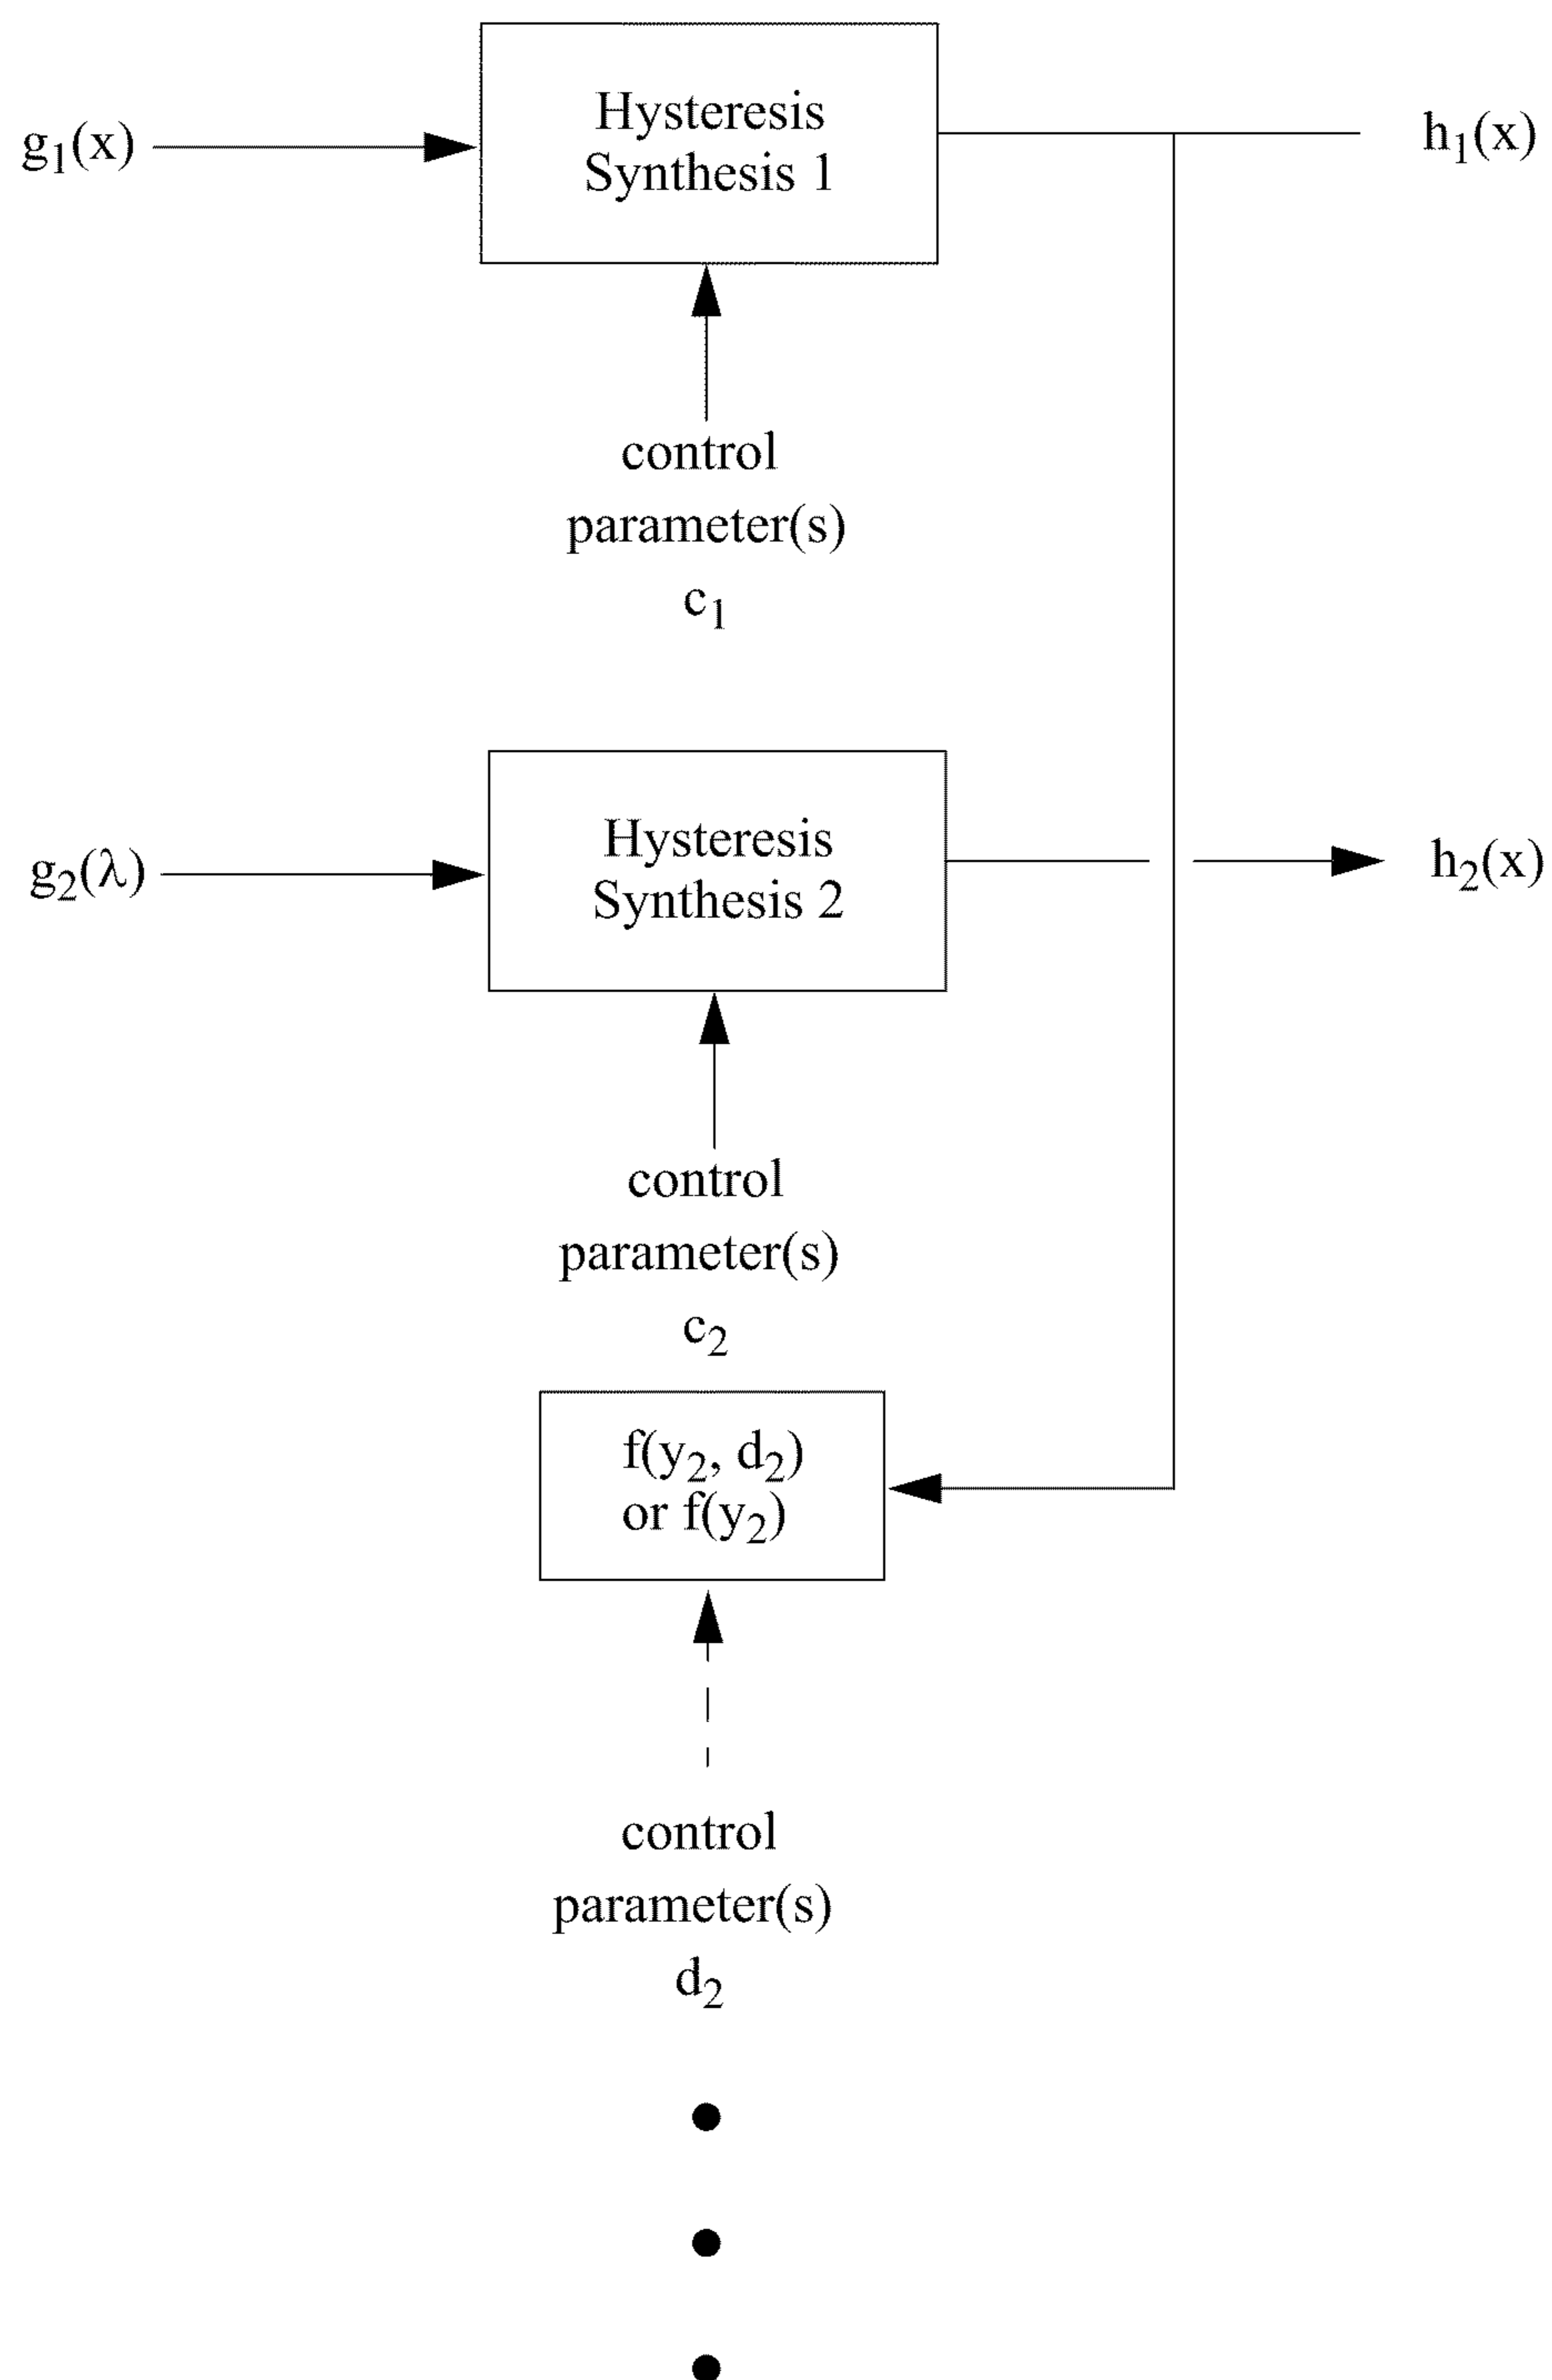 Hysteresis
Synthesis 1
g₁(x)
h₁(x)
control
parameter(s)
c₁
Hysteresis
Synthesis 2
g₂(λ)
h₂(x)
control
parameter(s)
c₂
f(y₂, d₂)
or f(y₂)
control
parameter(s)
d₂